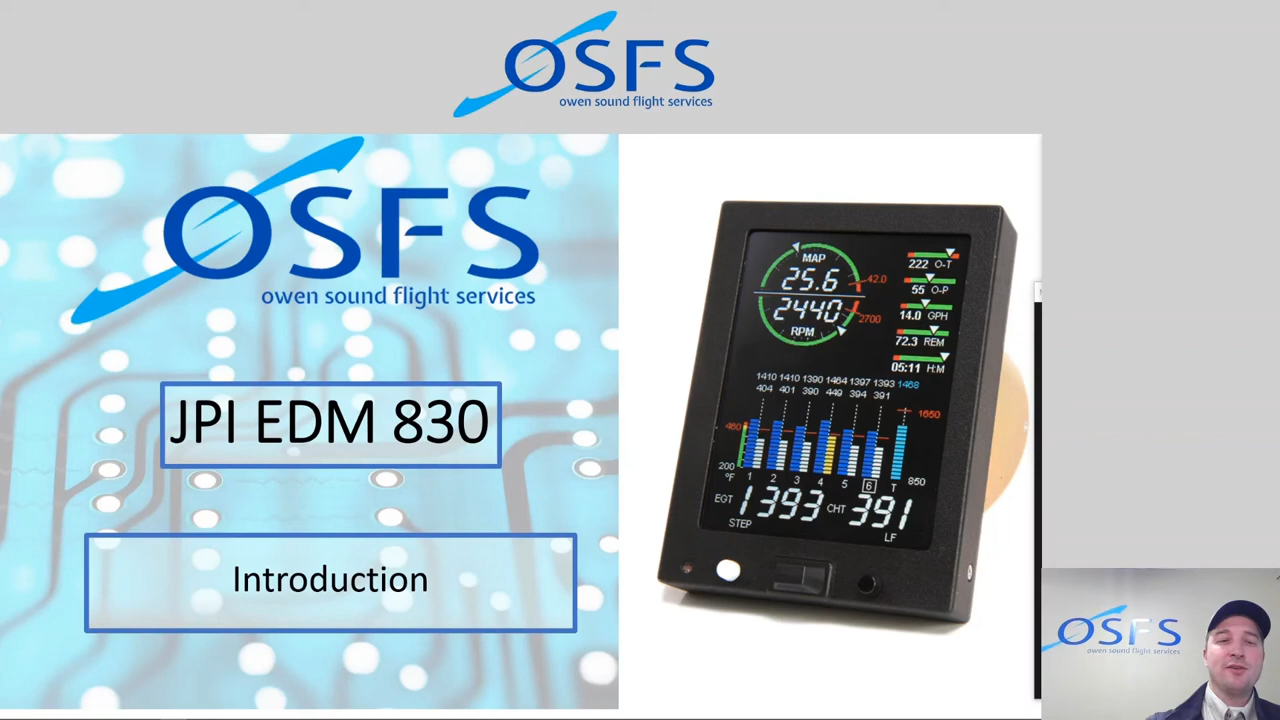 OSFS
owen sound flight services
OSFS
owen sound flight services
JPI EDM 830
Introduction
MAP
25.6
42.0
2440
2700
RPM
222 O-T
55 O-P
14.0 GPH
72.3 REM
05:11 H:M
1410 1410 1390 1464 1397 1393 1468
404 401 390 449 394 391
1650
460
200
°F
1 2 3 4 5 6 T
850
EGT 1393 CHT 391
STEP
LF
OSFS
owen sound flight services